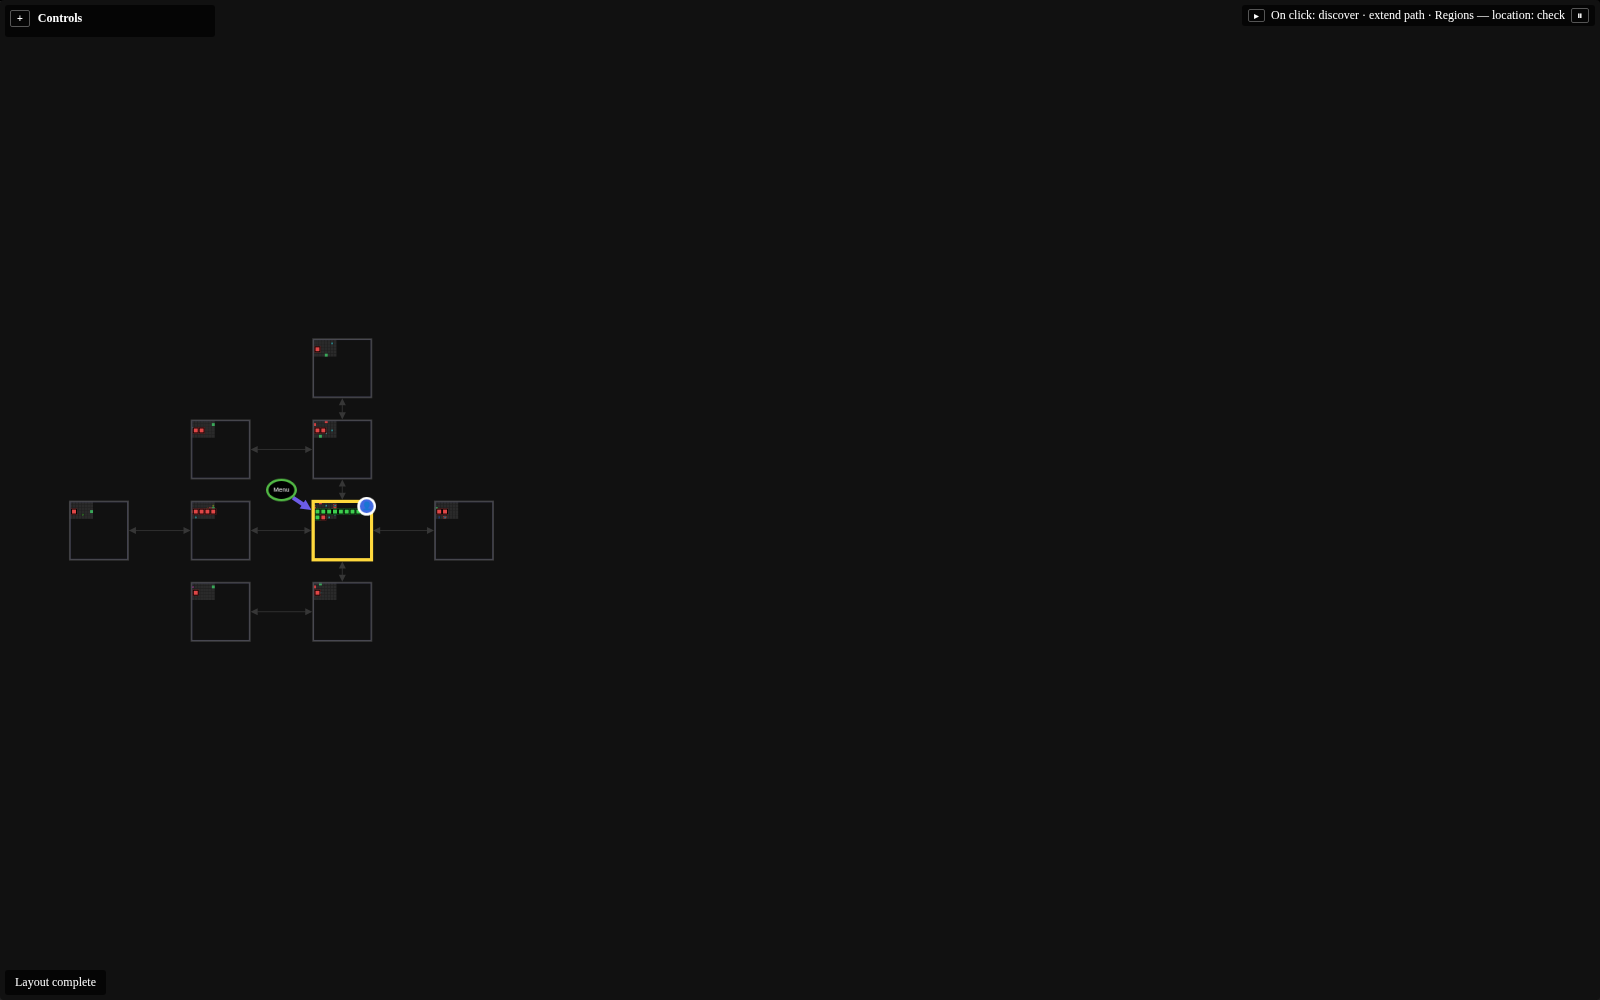 + Controls
On click: discover · extend path · Regions — location: check
Menu
Layout complete